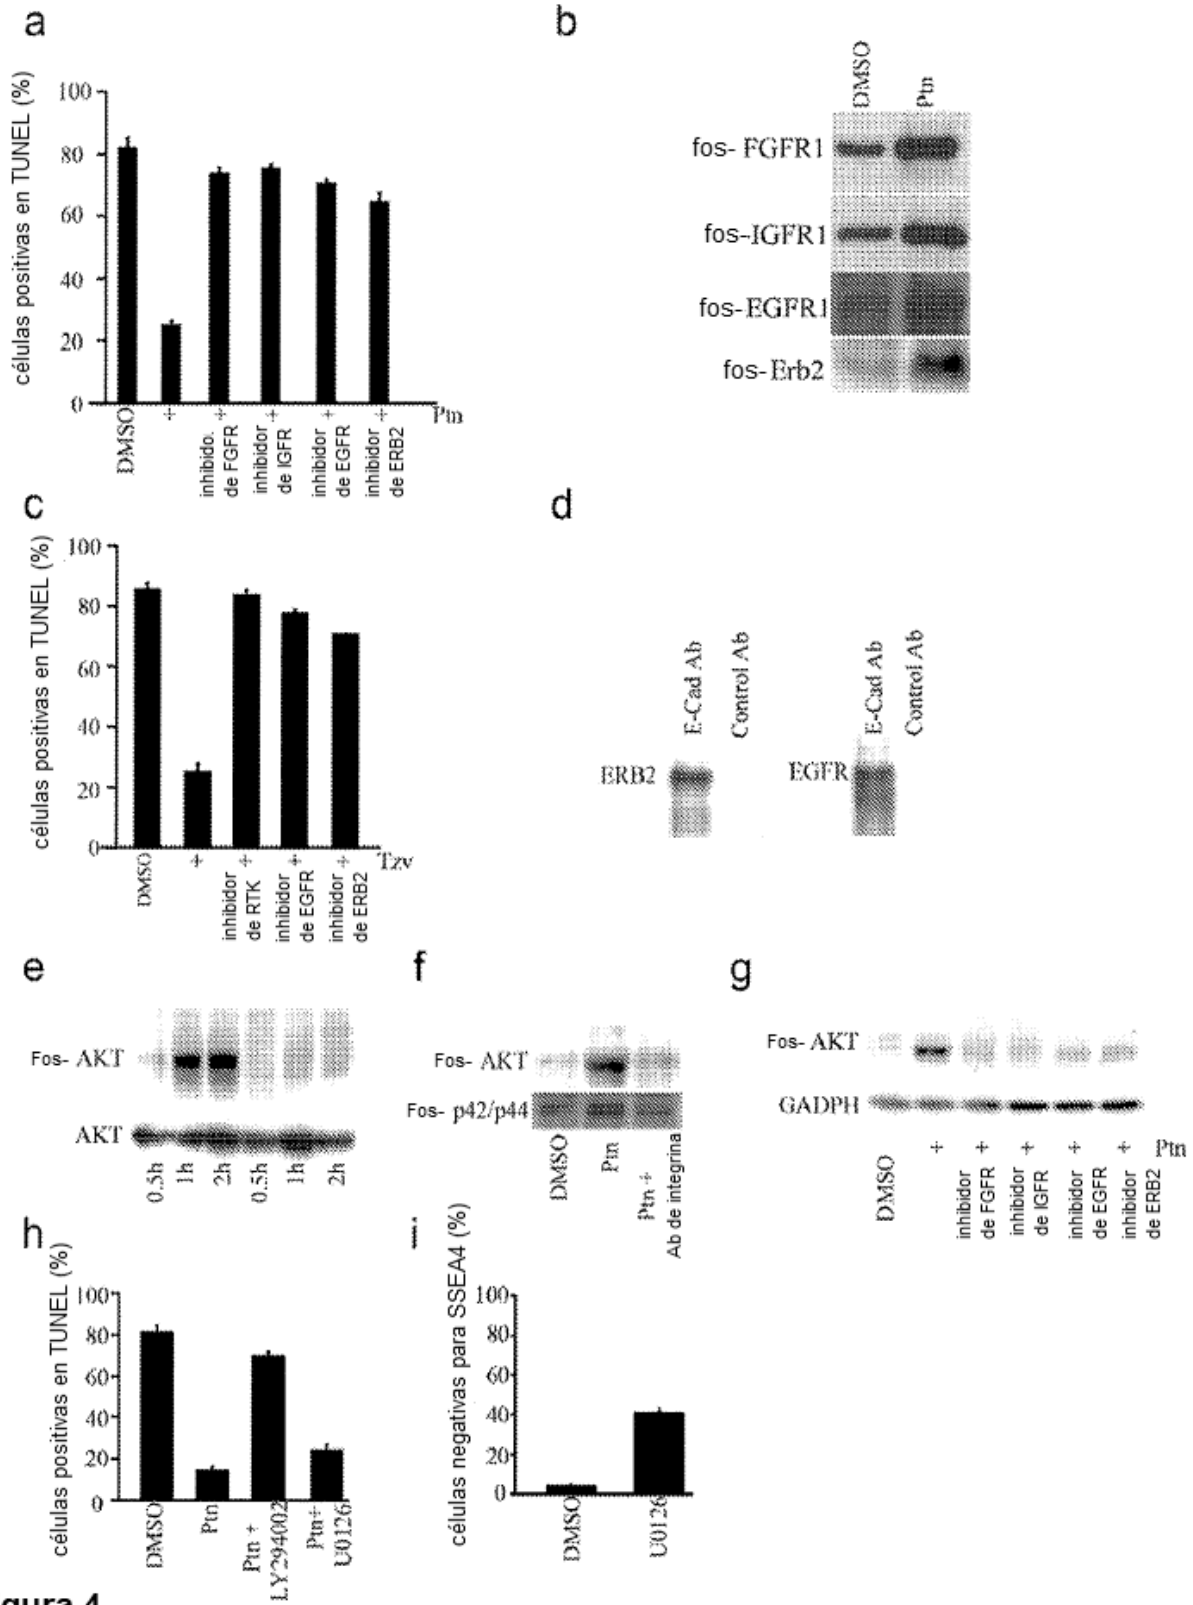 a
células positivas en TUNEL (%)
100
80
60
40
20
0
DMSO
+
+
+
+
+
Ptn
inhibido.
de FGFR
inhibidor
de IGFR
inhibidor
de EGFR
inhibidor
de ERB2
b
DMSO
Ptn
fos- FGFR1
fos-IGFR1
fos-EGFR1
fos-Erb2
c
células positivas en TUNEL (%)
100
80
60
40
20
0
DMSO
+
+
+
+
Tzv
inhibidor
de RTK
inhibidor
de EGFR
inhibidor
de ERB2
d
E-Cad Ab
Control Ab
ERB2
E-Cad Ab
Control Ab
EGFR
e
Fos- AKT
AKT
0.5h
1h
2h
0.5h
1h
2h
f
Fos- AKT
Fos- p42/p44
DMSO
Ptn
Ptn +
Ab de integrina
g
Fos- AKT
GADPH
DMSO
+
+
+
+
+
Ptn
inhibidor
de FGFR
inhibidor
de IGFR
inhibidor
de EGFR
inhibidor
de ERB2
h
células positivas en TUNEL (%)
100
80
60
40
20
0
DMSO
Ptn
Ptn +
LY294002
Ptn+
U0126
i
células negativas para SSEA4 (%)
100
80
60
40
20
0
DMSO
U0126
gura 4